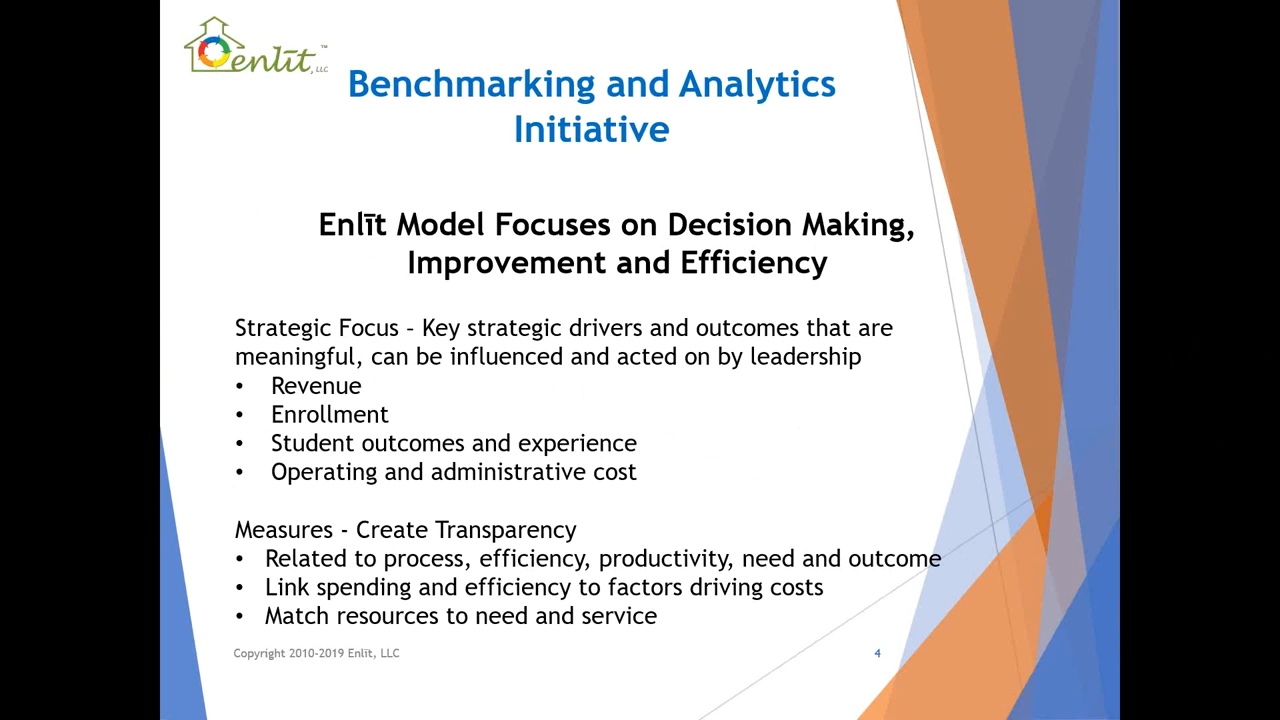 enlīt™, LLC
Benchmarking and Analytics
Initiative
Enlīt Model Focuses on Decision Making,
Improvement and Efficiency
Strategic Focus – Key strategic drivers and outcomes that are
meaningful, can be influenced and acted on by leadership
• Revenue
• Enrollment
• Student outcomes and experience
• Operating and administrative cost
Measures - Create Transparency
• Related to process, efficiency, productivity, need and outcome
• Link spending and efficiency to factors driving costs
• Match resources to need and service
Copyright 2010-2019 Enlīt, LLC
4